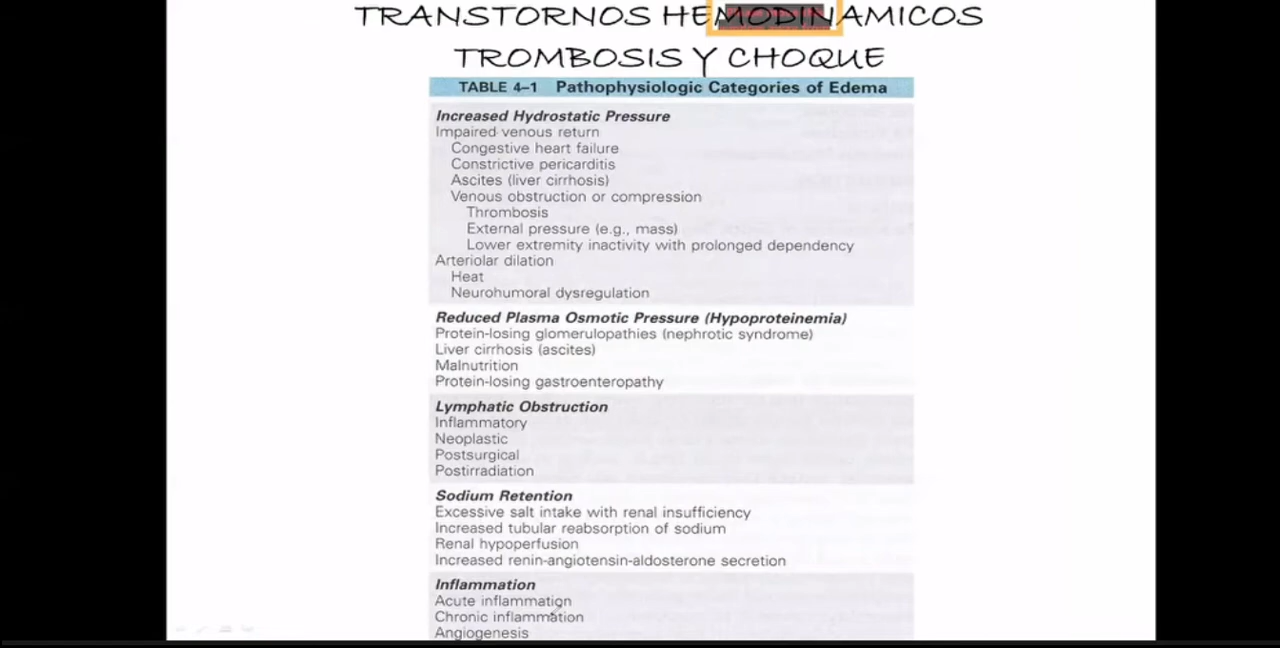 TRANSTORNOS HEMODINAMICOS
TROMBOSIS Y CHOQUE
TABLE 4–1 Pathophysiologic Categories of Edema
Increased Hydrostatic Pressure
Impaired venous return
Congestive heart failure
Constrictive pericarditis
Ascites (liver cirrhosis)
Venous obstruction or compression
Thrombosis
External pressure (e.g., mass)
Lower extremity inactivity with prolonged dependency
Arteriolar dilation
Heat
Neurohumoral dysregulation
Reduced Plasma Osmotic Pressure (Hypoproteinemia)
Protein-losing glomerulopathies (nephrotic syndrome)
Liver cirrhosis (ascites)
Malnutrition
Protein-losing gastroenteropathy
Lymphatic Obstruction
Inflammatory
Neoplastic
Postsurgical
Postirradiation
Sodium Retention
Excessive salt intake with renal insufficiency
Increased tubular reabsorption of sodium
Renal hypoperfusion
Increased renin-angiotensin-aldosterone secretion
Inflammation
Acute inflammation
Chronic inflammation
Angiogenesis